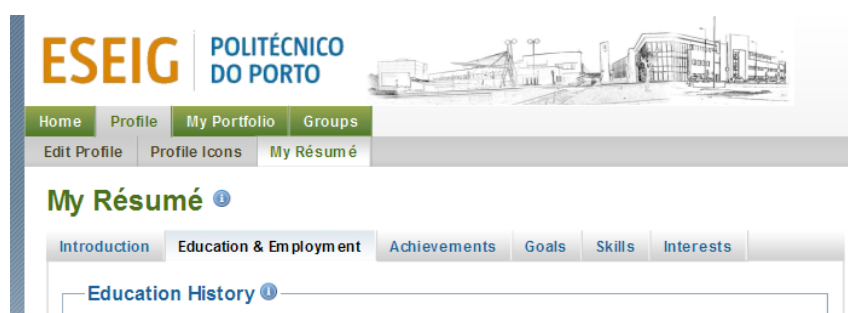 ESEIG POLITÉCNICO
DO PORTO
Home Profile My Portfolio Groups
Edit Profile Profile Icons My Résumé
My Résumé
Introduction Education & Employment Achievements Goals Skills Interests
Education History